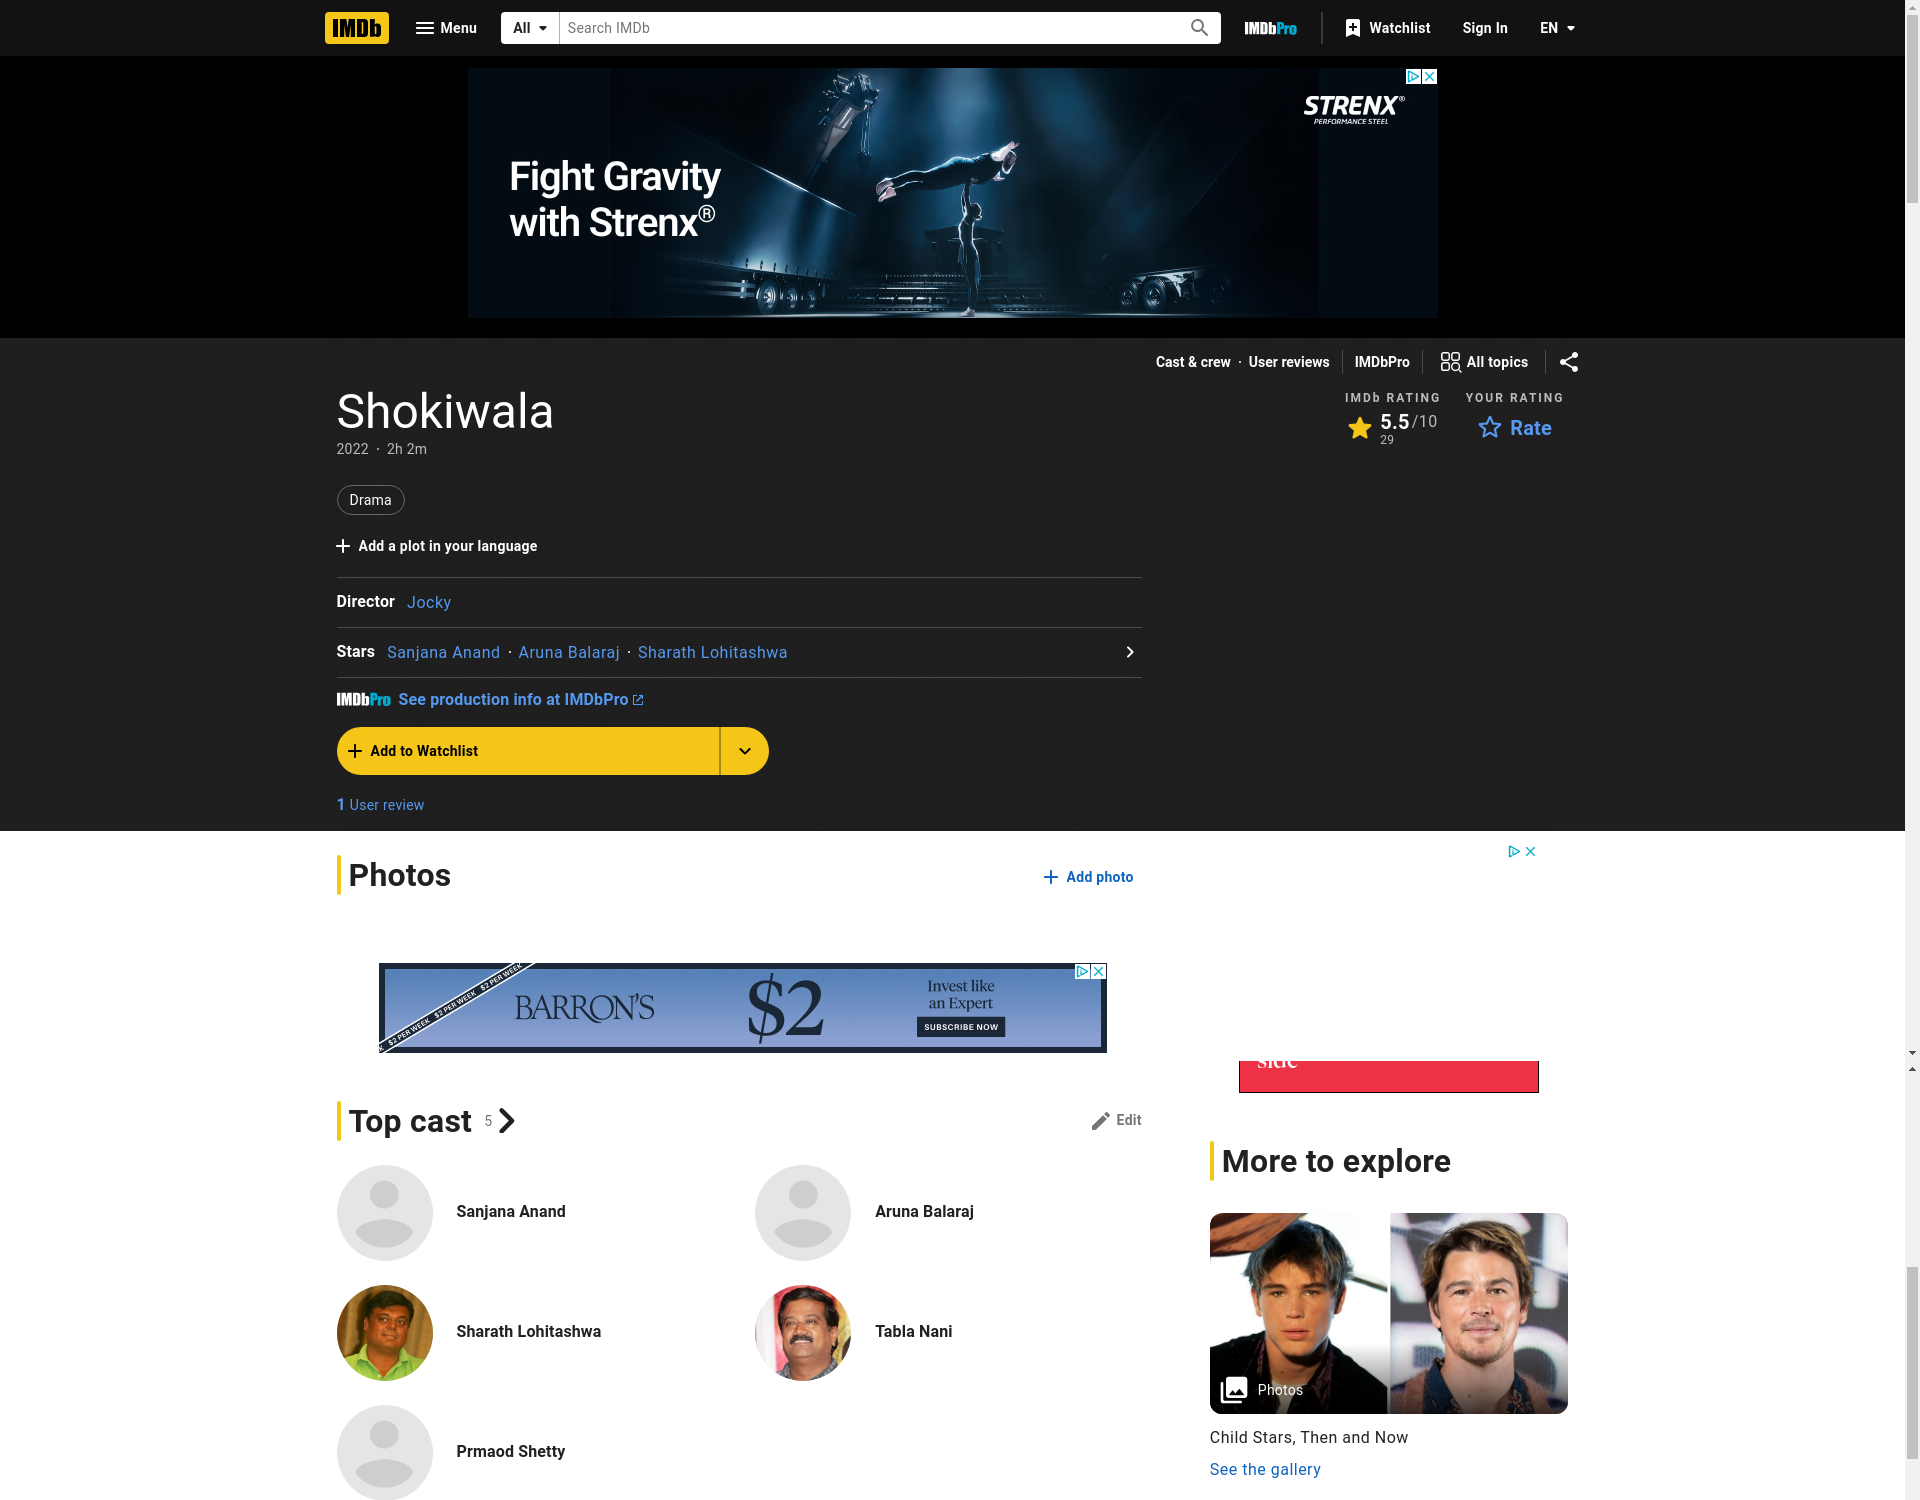 IMDb
Menu
All
Search IMDb
IMDbPro
Watchlist
Sign In
EN
STRENX®
PERFORMANCE STEEL
Fight Gravity
with Strenx®
Cast & crew · User reviews
IMDbPro
All topics
Shokiwala
2022 · 2h 2m
IMDb RATING
5.5/10
29
YOUR RATING
Rate
Drama
Add a plot in your language
Director Jocky
Stars Sanjana Anand · Aruna Balaraj · Sharath Lohitashwa
IMDbPro See production info at IMDbPro
Add to Watchlist
1 User review
Photos
Add photo
$2 PER WEEK $2 PER WEEK $2 PER WEEK
BARRON'S
$2
Invest like
an Expert
SUBSCRIBE NOW
Top cast 5
Edit
Sanjana Anand
Aruna Balaraj
Sharath Lohitashwa
Tabla Nani
Prmaod Shetty
side
More to explore
Photos
Child Stars, Then and Now
See the gallery